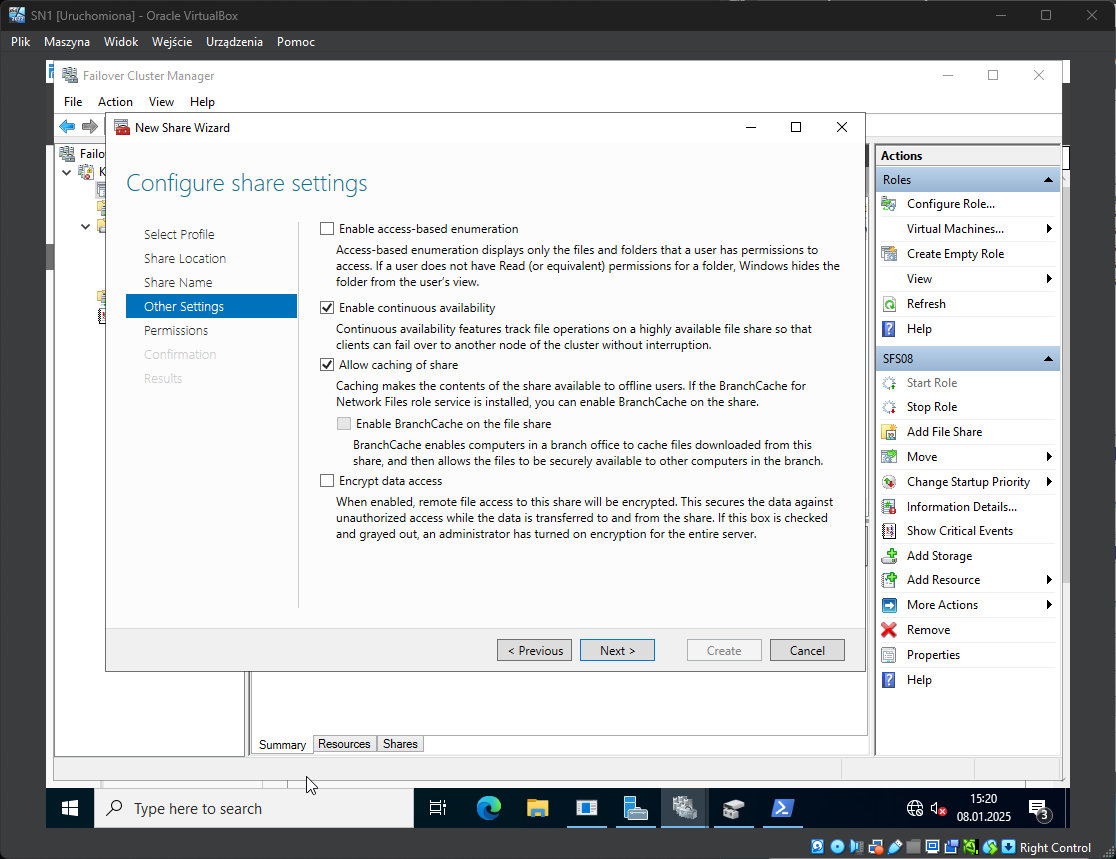 SN1 [Uruchomiona] - Oracle VirtualBox
Plik Maszyna Widok Wejście Urządzenia Pomoc
Failover Cluster Manager
File Action View Help
New Share Wizard
Failo
K
Configure share settings
Select Profile
Share Location
Share Name
Other Settings
Permissions
Confirmation
Results
Enable access-based enumeration
Access-based enumeration displays only the files and folders that a user has permissions to
access. If a user does not have Read (or equivalent) permissions for a folder, Windows hides the
folder from the user's view.
Enable continuous availability
Continuous availability features track file operations on a highly available file share so that
clients can fail over to another node of the cluster without interruption.
Allow caching of share
Caching makes the contents of the share available to offline users. If the BranchCache for
Network Files role service is installed, you can enable BranchCache on the share.
Enable BranchCache on the file share
BranchCache enables computers in a branch office to cache files downloaded from this
share, and then allows the files to be securely available to other computers in the branch.
Encrypt data access
When enabled, remote file access to this share will be encrypted. This secures the data against
unauthorized access while the data is transferred to and from the share. If this box is checked
and grayed out, an administrator has turned on encryption for the entire server.
< Previous
Next >
Create
Cancel
Actions
Roles
Configure Role...
Virtual Machines...
Create Empty Role
View
Refresh
Help
SFS08
Start Role
Stop Role
Add File Share
Move
Change Startup Priority
Information Details...
Show Critical Events
Add Storage
Add Resource
More Actions
Remove
Properties
Help
Summary Resources Shares
Type here to search
15:20
08.01.2025
3
Right Control